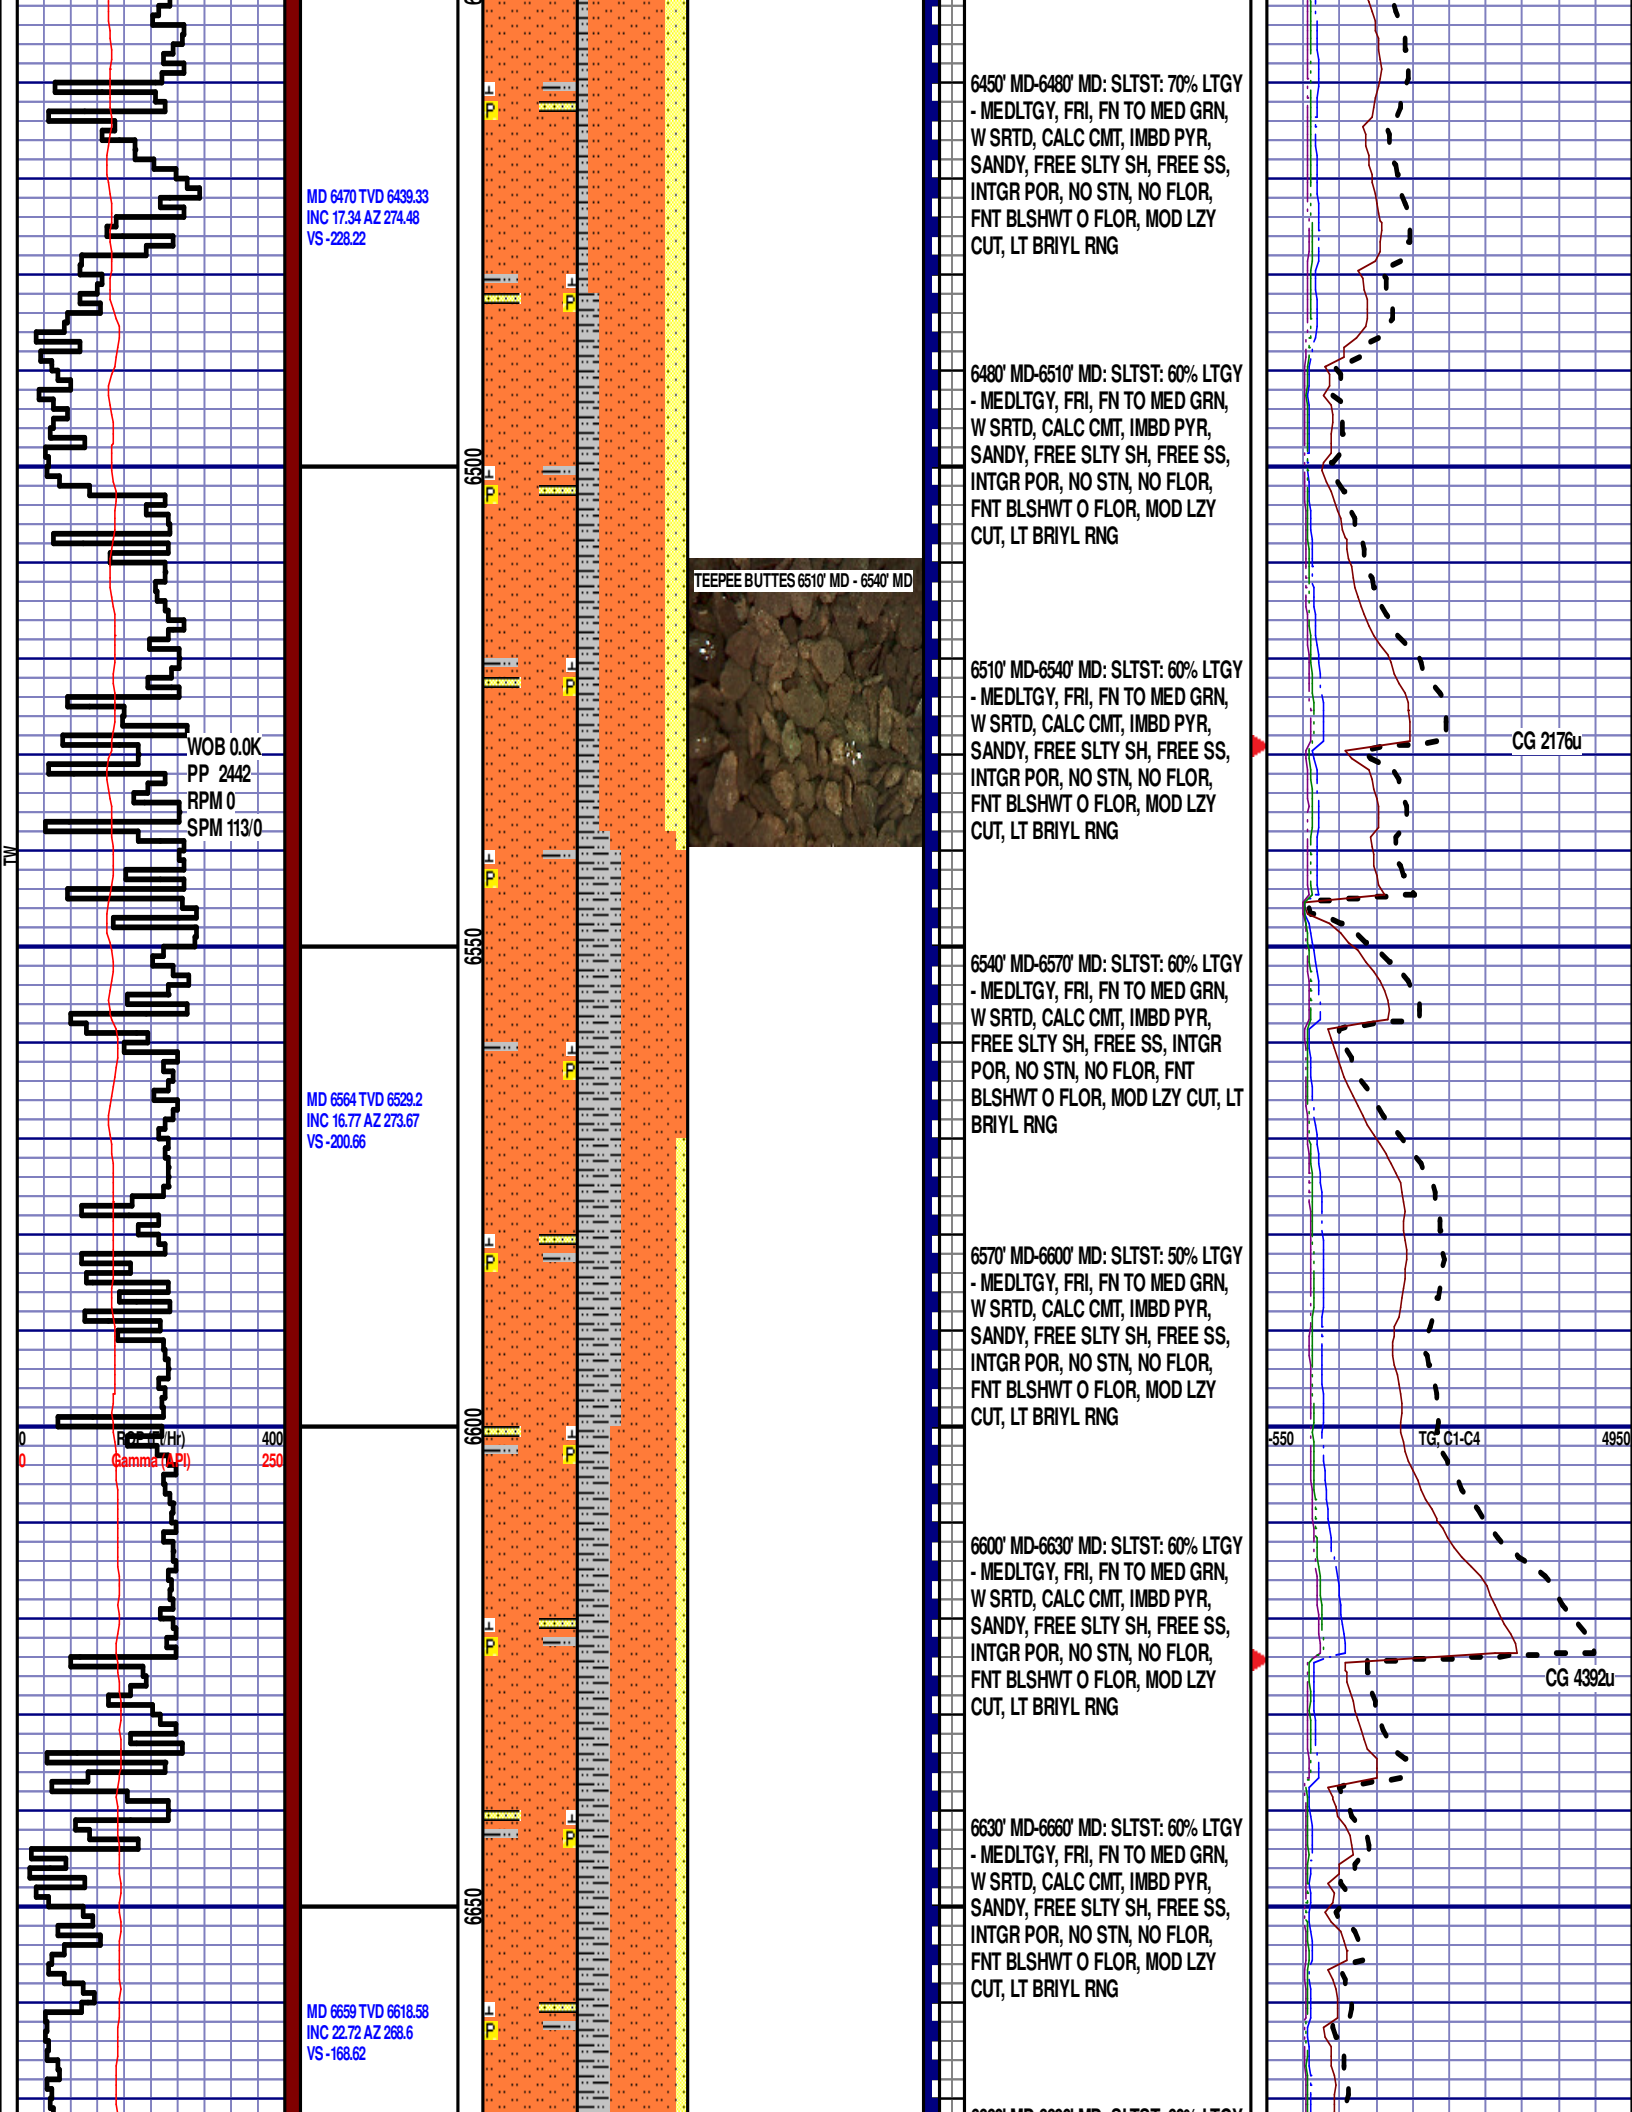 6450' MD-6480' MD: SLTST: 70% LTGY
- MEDLTGY, FRI, FN TO MED GRN,
W SRTD, CALC CMT, IMBD PYR,
SANDY, FREE SLTY SH, FREE SS,
INTGR POR, NO STN, NO FLOR,
FNT BLSHWT O FLOR, MOD LZY
CUT, LT BRIYL RNG
MD 6470 TVD 6439.33
INC 17.34 AZ 274.48
VS -228.22
6480' MD-6510' MD: SLTST: 60% LTGY
- MEDLTGY, FRI, FN TO MED GRN,
W SRTD, CALC CMT, IMBD PYR,
SANDY, FREE SLTY SH, FREE SS,
INTGR POR, NO STN, NO FLOR,
FNT BLSHWT O FLOR, MOD LZY
CUT, LT BRIYL RNG
6500
TEEPEE BUTTES 6510' MD - 6540' MD
6510' MD-6540' MD: SLTST: 60% LTGY
- MEDLTGY, FRI, FN TO MED GRN,
W SRTD, CALC CMT, IMBD PYR,
SANDY, FREE SLTY SH, FREE SS,
INTGR POR, NO STN, NO FLOR,
FNT BLSHWT O FLOR, MOD LZY
CUT, LT BRIYL RNG
CG 2176u
WOB 0.0K
PP 2442
RPM 0
SPM 113/0
TW
6550
6540' MD-6570' MD: SLTST: 60% LTGY
- MEDLTGY, FRI, FN TO MED GRN,
W SRTD, CALC CMT, IMBD PYR,
FREE SLTY SH, FREE SS, INTGR
POR, NO STN, NO FLOR, FNT
BLSHWT O FLOR, MOD LZY CUT, LT
BRIYL RNG
MD 6564 TVD 6529.2
INC 16.77 AZ 273.67
VS -200.66
6570' MD-6600' MD: SLTST: 50% LTGY
- MEDLTGY, FRI, FN TO MED GRN,
W SRTD, CALC CMT, IMBD PYR,
SANDY, FREE SLTY SH, FREE SS,
INTGR POR, NO STN, NO FLOR,
FNT BLSHWT O FLOR, MOD LZY
CUT, LT BRIYL RNG
6600
0 ROP (ft/Hr) 400
0 Gamma (API) 250
-550 TG, C1-C4 4950
6600' MD-6630' MD: SLTST: 60% LTGY
- MEDLTGY, FRI, FN TO MED GRN,
W SRTD, CALC CMT, IMBD PYR,
SANDY, FREE SLTY SH, FREE SS,
INTGR POR, NO STN, NO FLOR,
FNT BLSHWT O FLOR, MOD LZY
CUT, LT BRIYL RNG
CG 4392u
6630' MD-6660' MD: SLTST: 60% LTGY
- MEDLTGY, FRI, FN TO MED GRN,
W SRTD, CALC CMT, IMBD PYR,
SANDY, FREE SLTY SH, FREE SS,
INTGR POR, NO STN, NO FLOR,
FNT BLSHWT O FLOR, MOD LZY
CUT, LT BRIYL RNG
6650
MD 6659 TVD 6618.58
INC 22.72 AZ 268.6
VS -168.62
P
P
P
P
P
P
P
P
P
P
P